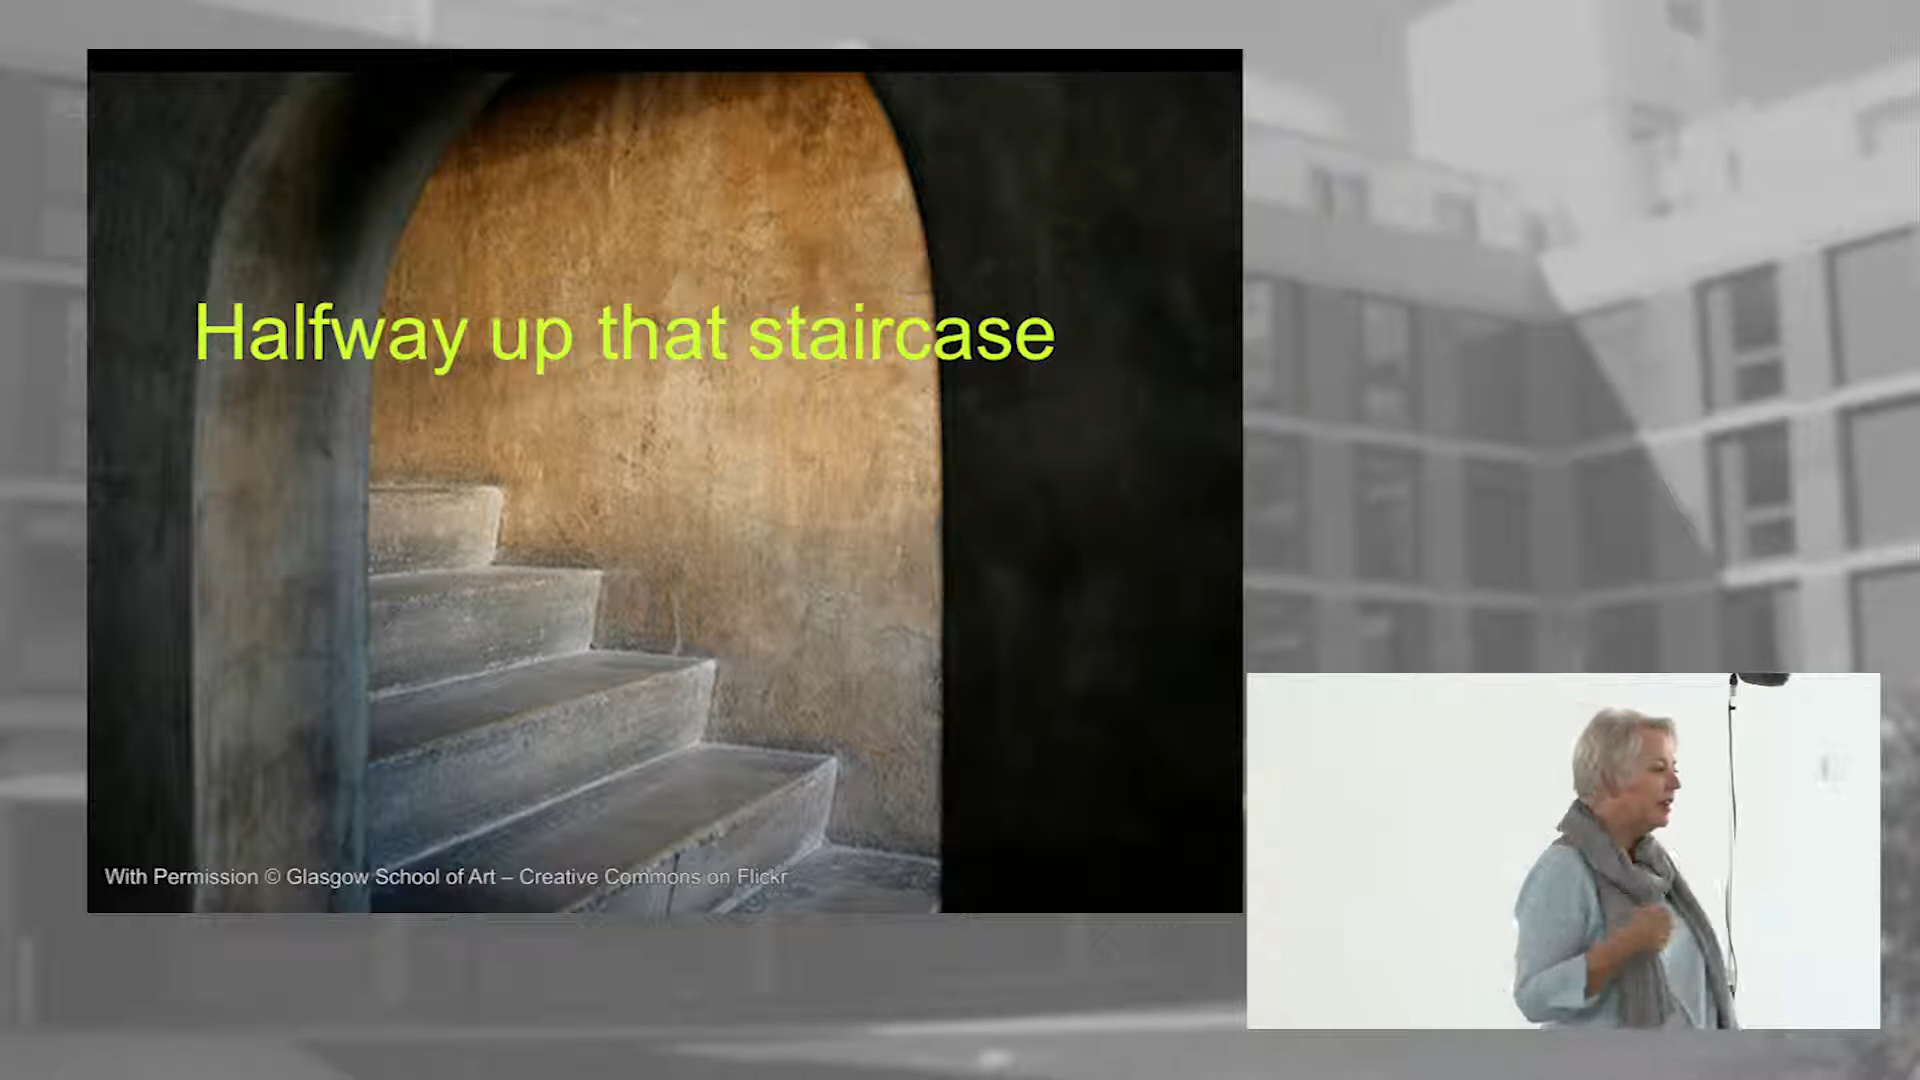 Halfway up that staircase
With Permission © Glasgow School of Art – Creative Commons on Flickr